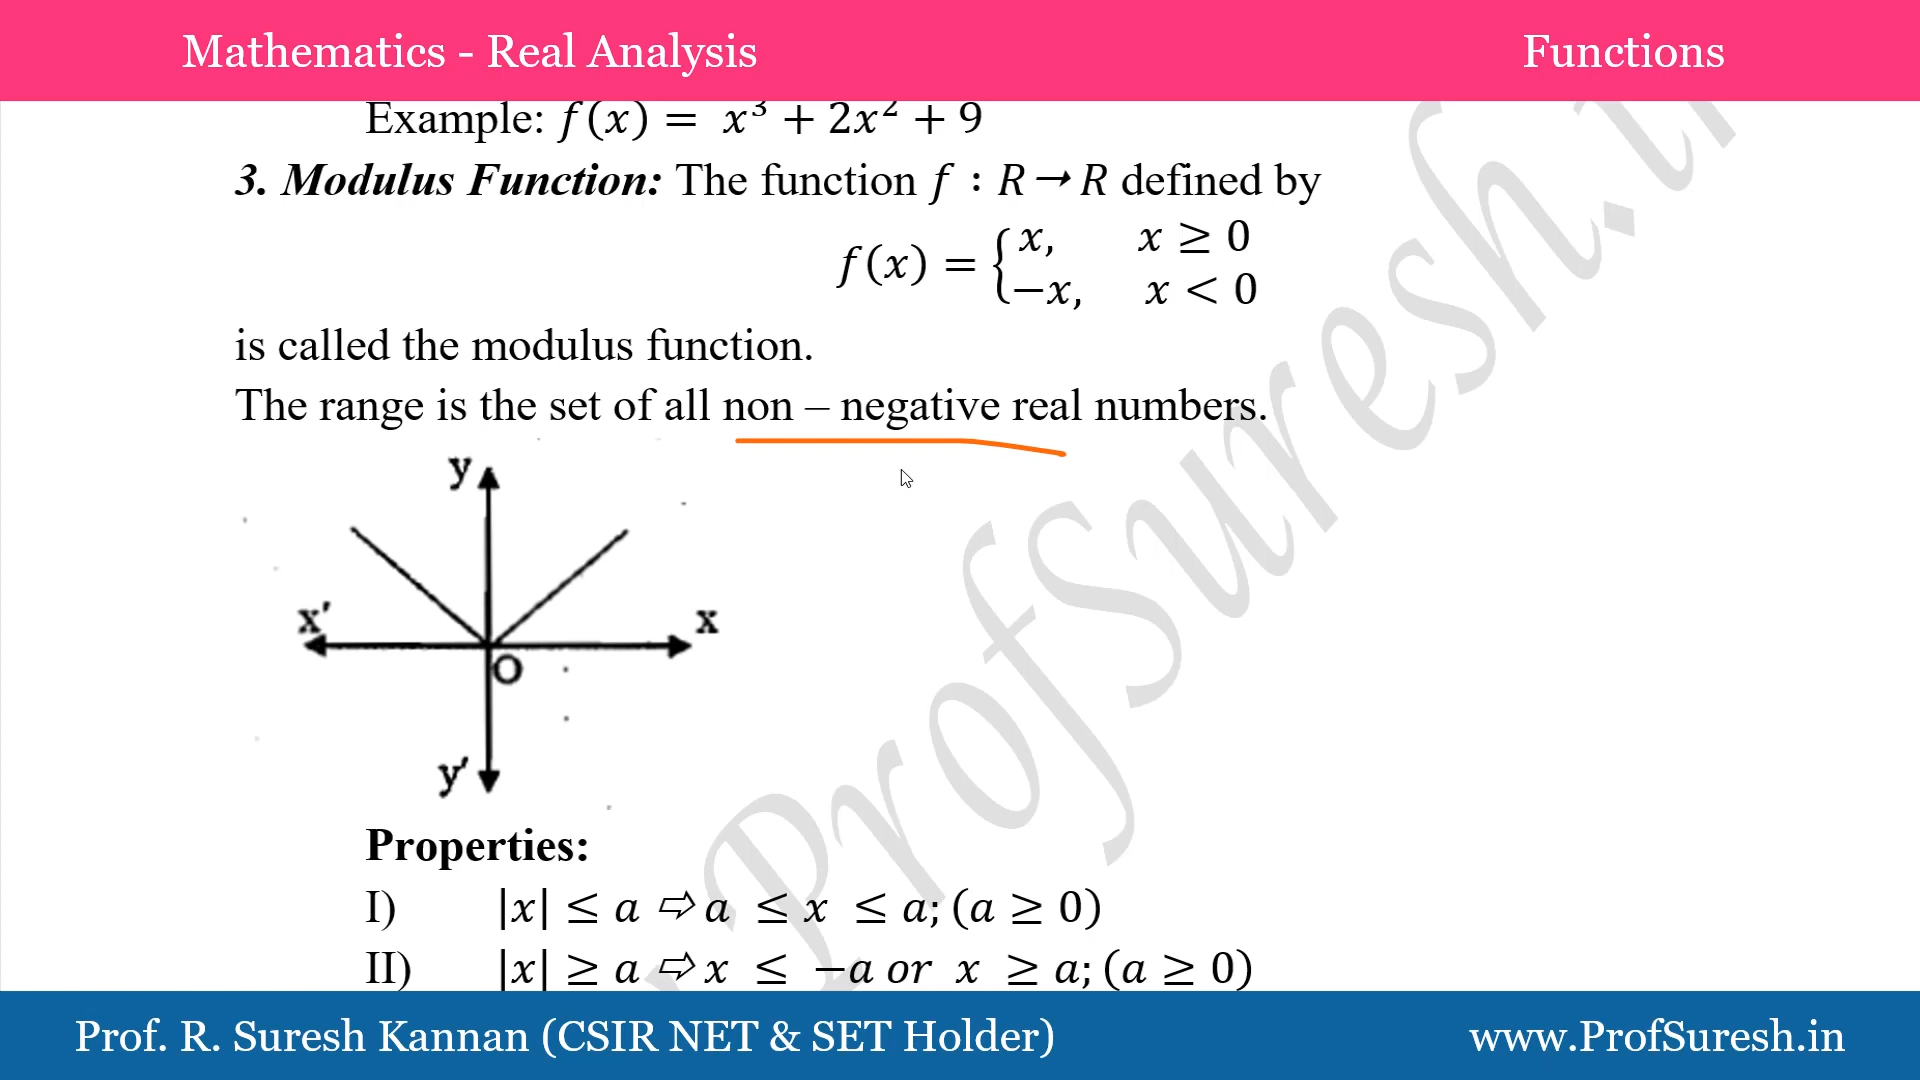 Mathematics - Real Analysis Functions
Example: f(x) = x³ + 2x² + 9
3. Modulus Function: The function f : R→R defined by
f(x) = {x, x ≥ 0
−x, x < 0
is called the modulus function.
The range is the set of all non – negative real numbers.
y
x′ x
O
y′
Properties:
I) |x| ≤ a ⇨ a ≤ x ≤ a; (a ≥ 0)
II) |x| ≥ a ⇨ x ≤ −a or x ≥ a; (a ≥ 0)
ProfSuresh.in
Prof. R. Suresh Kannan (CSIR NET & SET Holder) www.ProfSuresh.in